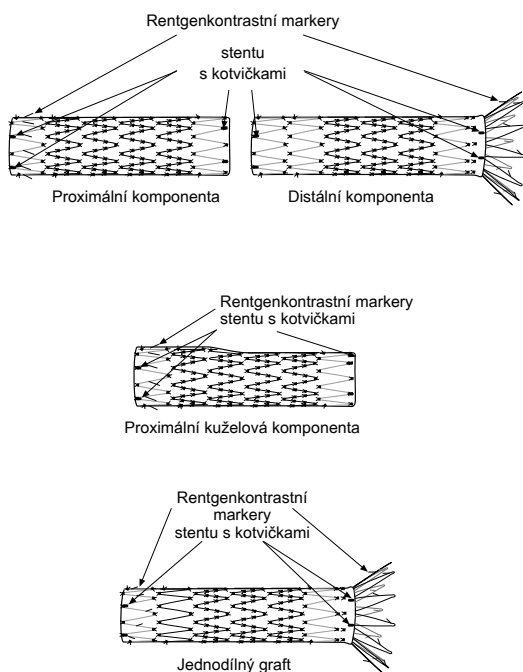 Rentgenkontrastní markery
stentu
s kotvičkami
Proximální komponenta
Distální komponenta
Rentgenkontrastní markery
stentu s kotvičkami
Proximální kuželová komponenta
Rentgenkontrastní
markery
stentu s kotvičkami
Jednodílný graft